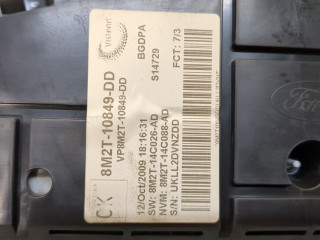 Visteon
BGDPA
S14729
FCT: 7/3
8M2T-10849-DD
VP8M2T-10849-DD
CK
12/Oct/2009 18:16:31
SW: 8M2T-14C026-AD
NVM: 8M2T-14C088-AD
S/N: UKLL2DVNZDD
Ford